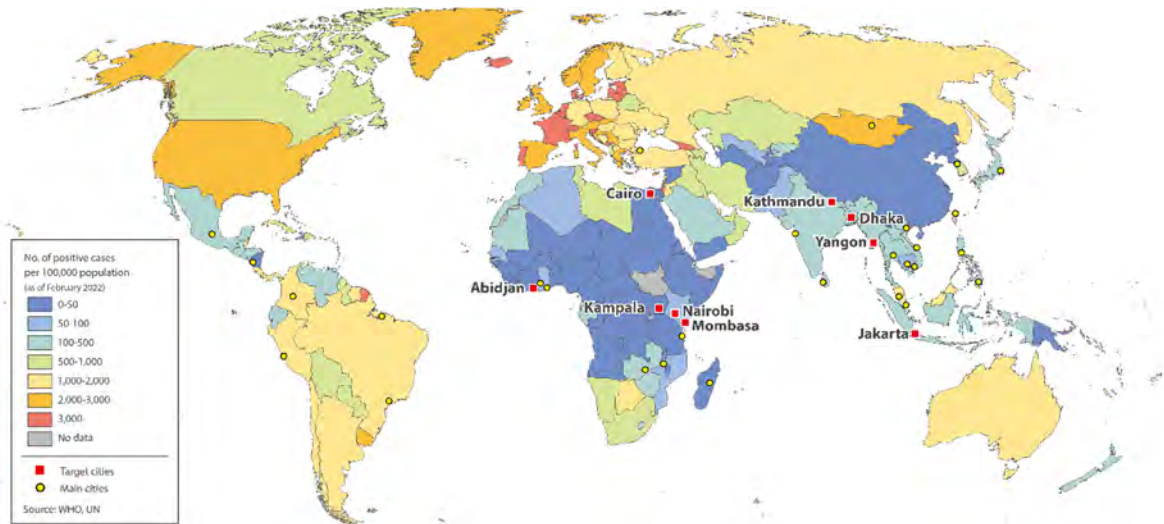 Cairo
Kathmandu
Dhaka
Yangon
Abidjan
Kampala
Nairobi
Mombasa
Jakarta
No. of positive cases
per 100,000 population
(as of February 2022)
0-50
50-100
100-500
500-1,000
1,000-2,000
2,000-3,000
3,000-
No data
Target cities
Main cities
Source: WHO, UN